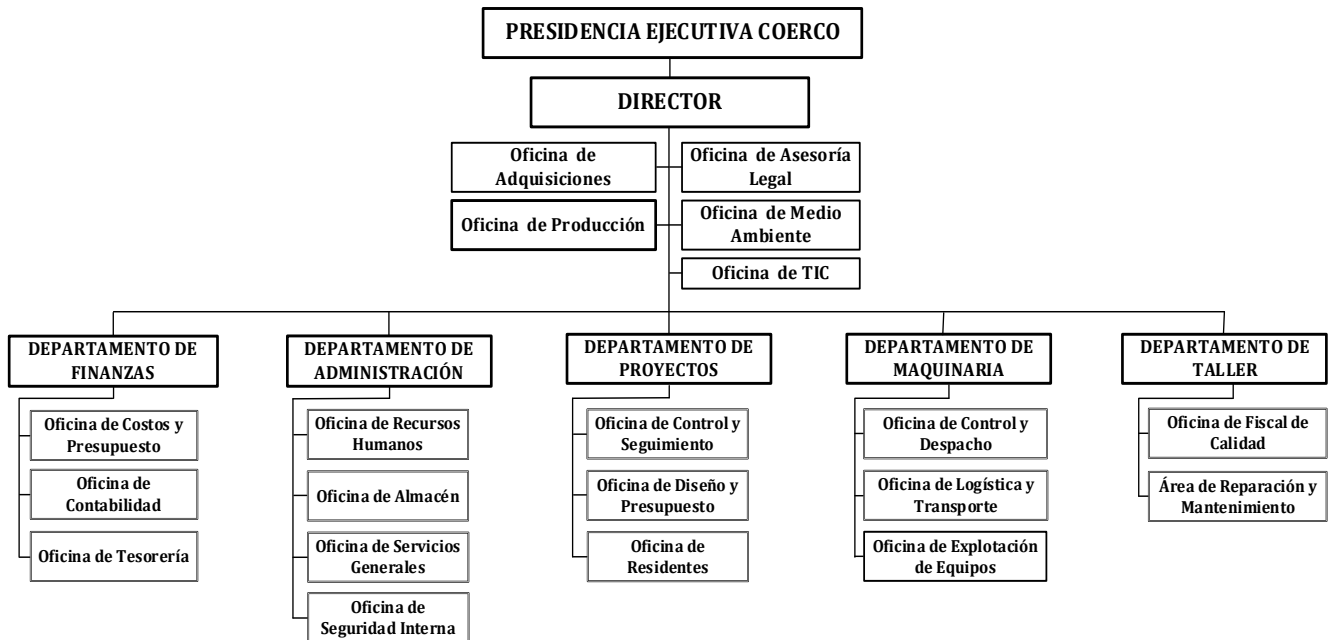 PRESIDENCIA EJECUTIVA COERCO
DIRECTOR
Oficina de
Adquisiciones
Oficina de Asesoría
Legal
Oficina de Producción
Oficina de Medio
Ambiente
Oficina de TIC
DEPARTAMENTO DE
FINANZAS
Oficina de Costos y
Presupuesto
Oficina de
Contabilidad
Oficina de Tesorería
DEPARTAMENTO DE
ADMINISTRACIÓN
Oficina de Recursos
Humanos
Oficina de Almacén
Oficina de Servicios
Generales
Oficina de
Seguridad Interna
DEPARTAMENTO DE
PROYECTOS
Oficina de Control y
Seguimiento
Oficina de Diseño y
Presupuesto
Oficina de
Residentes
DEPARTAMENTO DE
MAQUINARIA
Oficina de Control y
Despacho
Oficina de Logística y
Transporte
Oficina de Explotación
de Equipos
DEPARTAMENTO DE
TALLER
Oficina de Fiscal de
Calidad
Área de Reparación y
Mantenimiento